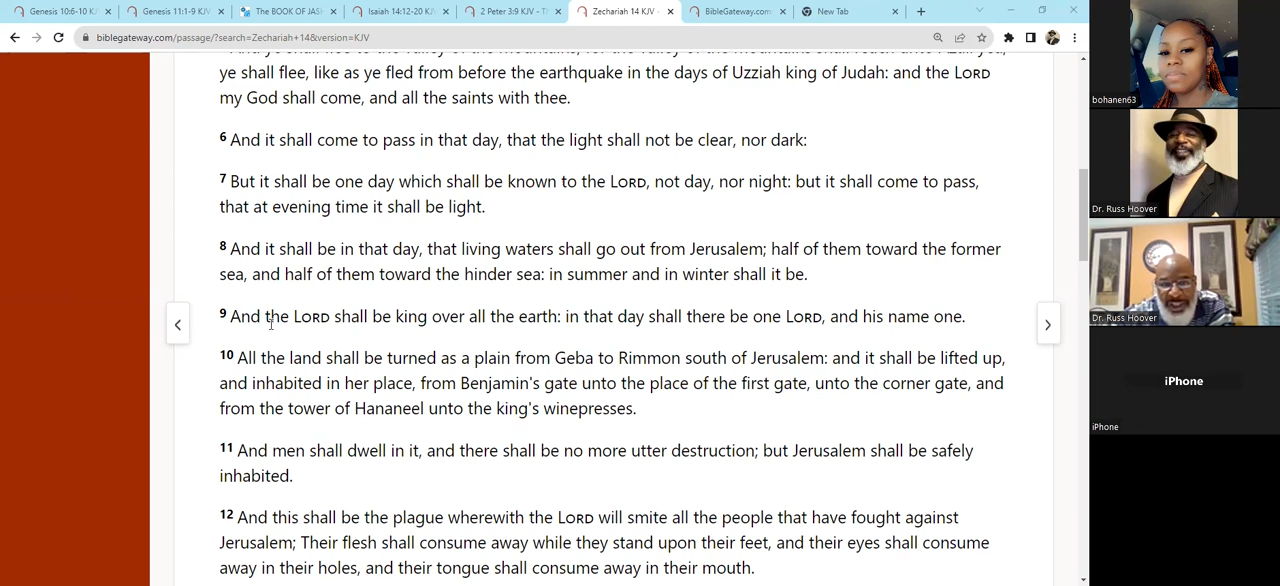 Genesis 10:6-10 KJ
Genesis 11:1-9 KJV
The BOOK OF JAS
Isaiah 14:12-20 KJ
2 Peter 3:9 KJV - T
Zechariah 14 KJV -
BibleGateway.com
New Tab
biblegateway.com/passage/?search=Zechariah+14&version=KJV
ye shall flee, like as ye fled from before the earthquake in the days of Uzziah king of Judah: and the LORD
my God shall come, and all the saints with thee.
6 And it shall come to pass in that day, that the light shall not be clear, nor dark:
7 But it shall be one day which shall be known to the LORD, not day, nor night: but it shall come to pass,
that at evening time it shall be light.
8 And it shall be in that day, that living waters shall go out from Jerusalem; half of them toward the former
sea, and half of them toward the hinder sea: in summer and in winter shall it be.
9 And the LORD shall be king over all the earth: in that day shall there be one LORD, and his name one.
10 All the land shall be turned as a plain from Geba to Rimmon south of Jerusalem: and it shall be lifted up,
and inhabited in her place, from Benjamin's gate unto the place of the first gate, unto the corner gate, and
from the tower of Hananeel unto the king's winepresses.
11 And men shall dwell in it, and there shall be no more utter destruction; but Jerusalem shall be safely
inhabited.
12 And this shall be the plague wherewith the LORD will smite all the people that have fought against
Jerusalem; Their flesh shall consume away while they stand upon their feet, and their eyes shall consume
away in their holes, and their tongue shall consume away in their mouth.
bohanen63
Dr. Russ Hoover
Dr. Russ Hoover
iPhone
iPhone